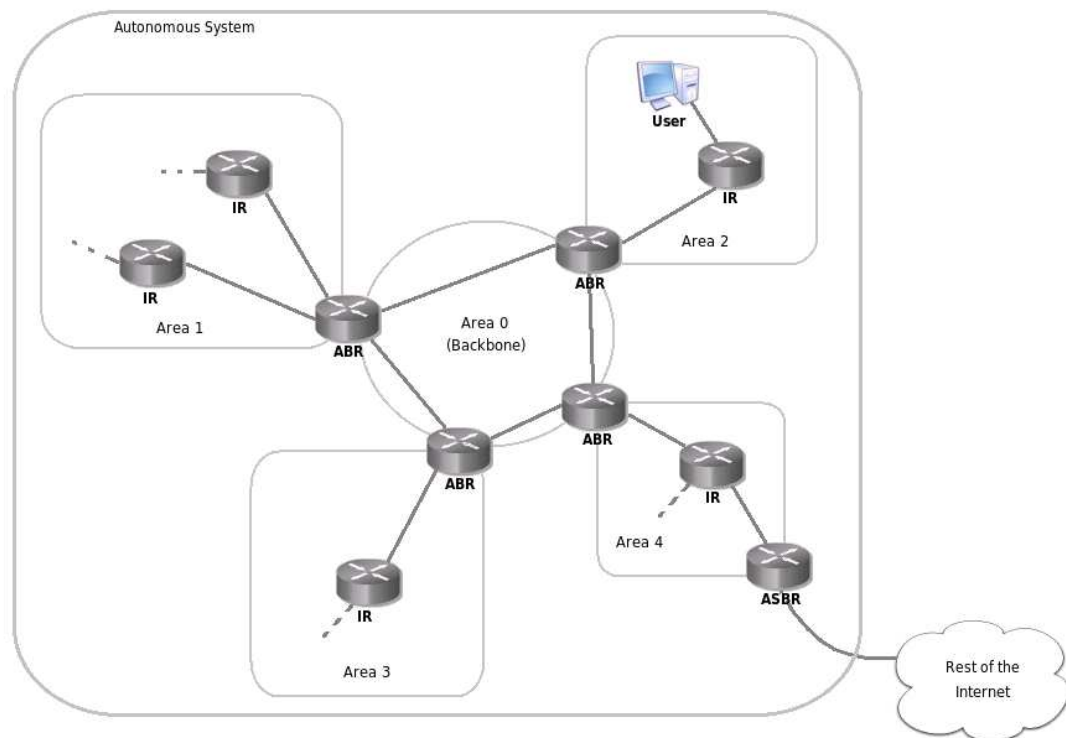 Autonomous System
User
IR
IR
IR
Area 2
ABR
Area 1
ABR
Area 0
(Backbone)
ABR
ABR
IR
Area 4
IR
ASBR
Area 3
Rest of the
Internet